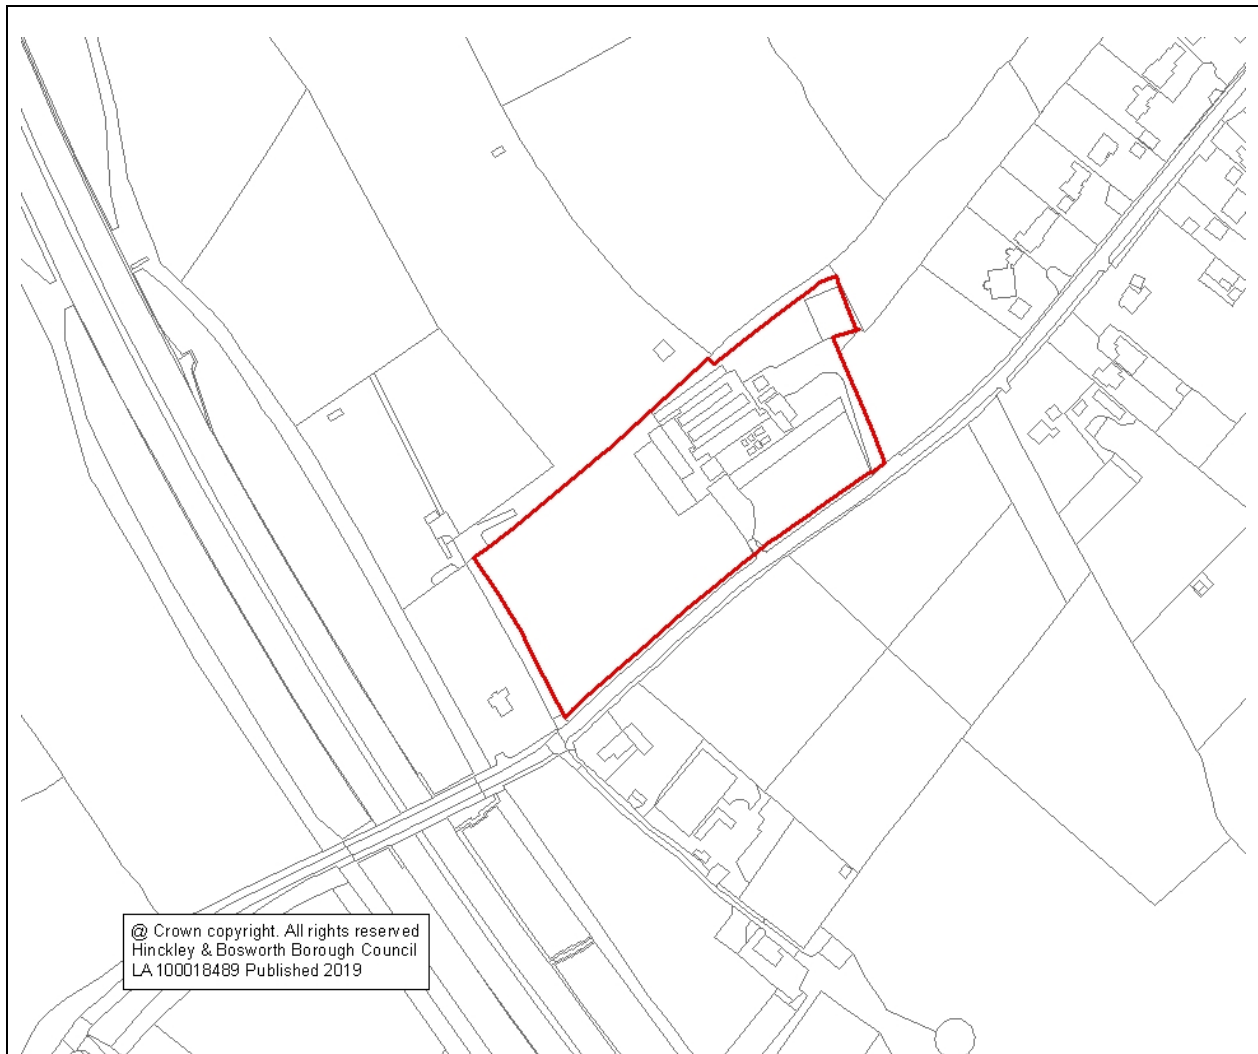 @ Crown copyright. All rights reserved
Hinckley & Bosworth Borough Council
LA 100018489 Published 2019